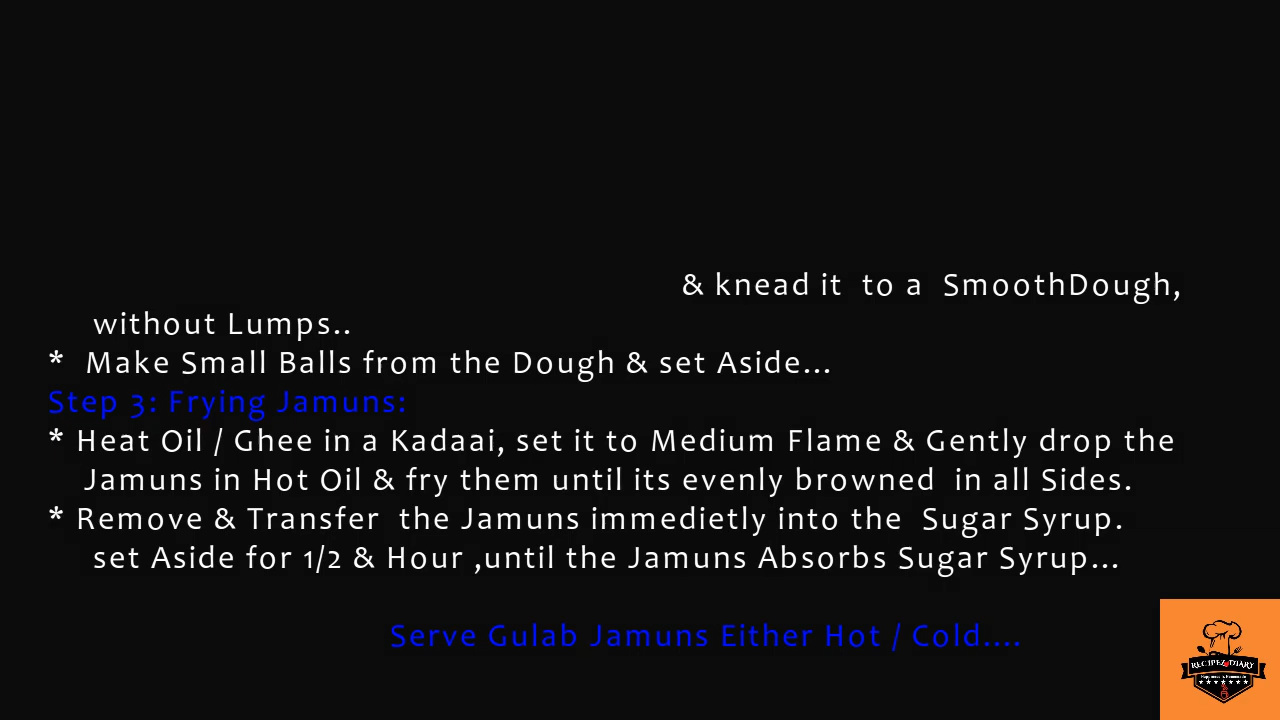 & knead it to a SmoothDough,
without Lumps..
* Make Small Balls from the Dough & set Aside...
Step 3: Frying Jamuns:
* Heat Oil / Ghee in a Kadaai, set it to Medium Flame & Gently drop the
Jamuns in Hot Oil & fry them until its evenly browned in all Sides.
* Remove & Transfer the Jamuns immedietly into the Sugar Syrup.
set Aside for 1/2 & Hour ,until the Jamuns Absorbs Sugar Syrup...
Serve Gulab Jamuns Either Hot / Cold....
RECIPEZ DIARY